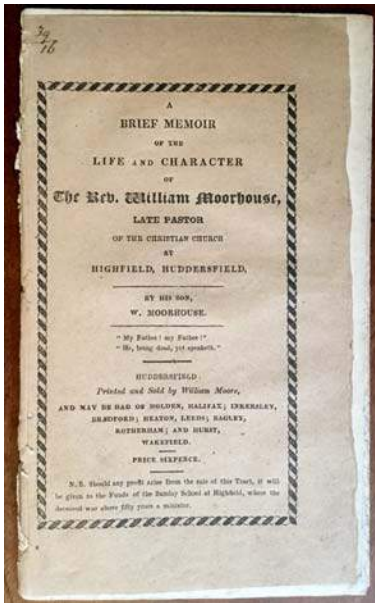 39
16
A
BRIEF MEMOIR
OF THE
LIFE AND CHARACTER
OF
The Rev. William Moorhouse,
LATE PASTOR
OF THE CHRISTIAN CHURCH
AT
HIGHFIELD, HUDDERSFIELD,
BY HIS SON,
W. MOORHOUSE.
" My Father! my Father!"
" He, being dead, yet speaketh."
HUDDERSFIELD:
Printed and Sold by William Moore,
AND MAY BE HAD OF HOLDEN, HALIFAX; INKERSLEY,
BRADFORD; HEATON, LEEDS; BAGLEY,
ROTHERHAM; AND HURST,
WAKEFIELD.
PRICE SIXPENCE.
N. B. Should any profit arise from the sale of this Tract, it will
be given to the Funds of the Sunday School at Highfield, where the
deceased was above fifty years a minister.